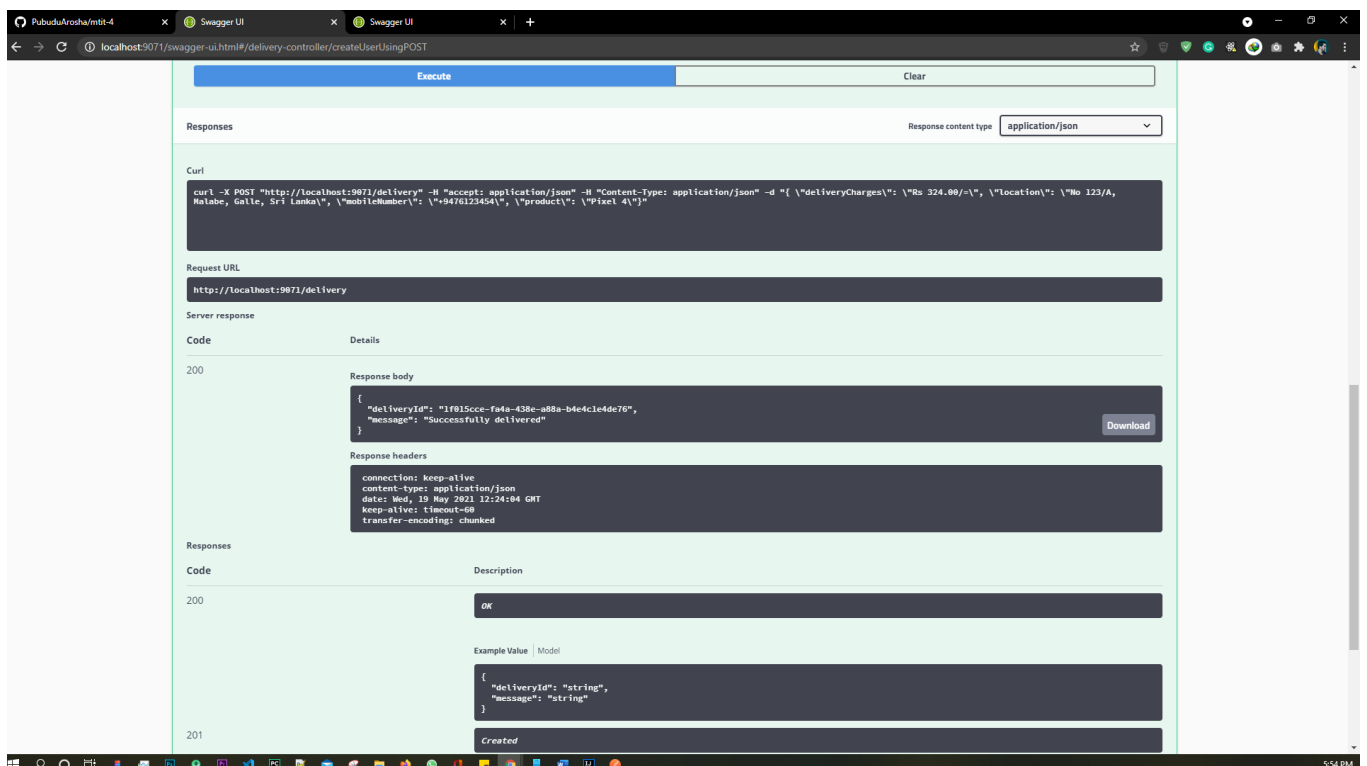 PubuduArosha/mtit-4
Swagger UI
Swagger UI
localhost:9071/swagger-ui.html#/delivery-controller/createUserUsingPOST
Execute
Clear
Responses
Response content type
application/json
Curl
curl -X POST "http://localhost:9071/delivery" -H "accept: application/json" -H "Content-Type: application/json" -d "{ \"deliveryCharges\": \"Rs 324.00/=\", \"location\": \"No 123/A,
Malabe, Galle, Sri Lanka\", \"mobileNumber\": \"+9476123454\", \"product\": \"Pixel 4\"}"
Request URL
http://localhost:9071/delivery
Server response
Code Details
200
Response body
{
"deliveryId": "1f015cce-fa4a-438e-a88a-b4e4c1e4de76",
"message": "Successfully delivered"
}
Download
Response headers
connection: keep-alive
content-type: application/json
date: Wed, 19 May 2021 12:24:04 GMT
keep-alive: timeout=60
transfer-encoding: chunked
Responses
Code Description
200
OK
Example Value Model
{
"deliveryId": "string",
"message": "string"
}
201
Created
5:54 PM